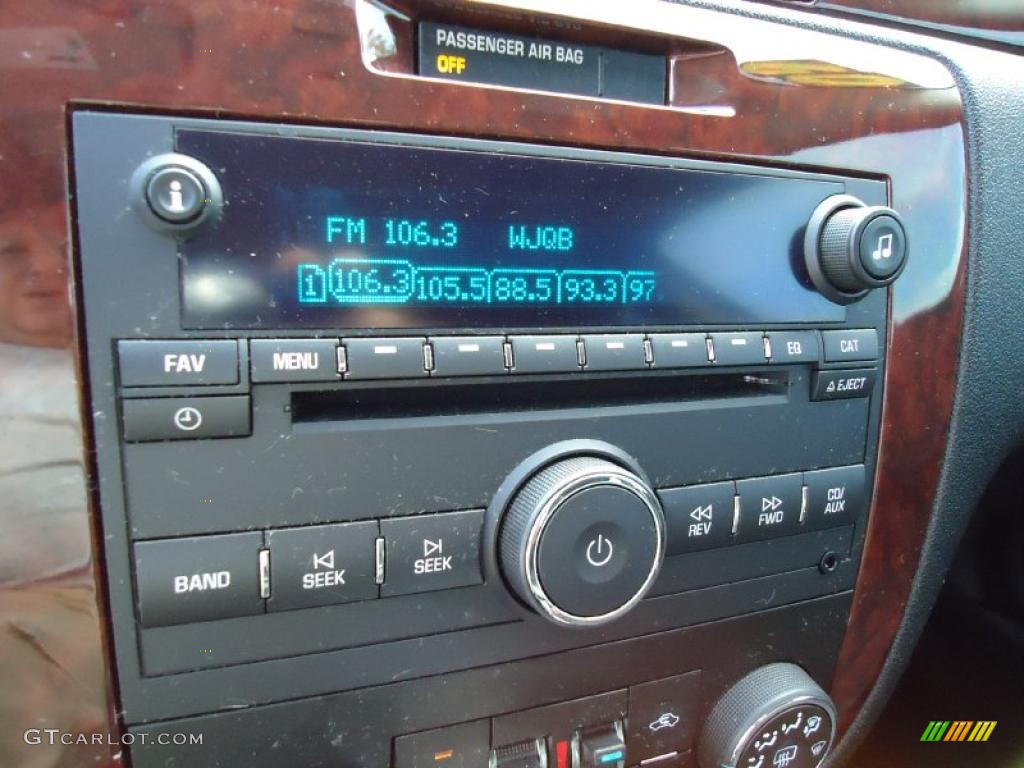 PASSENGER AIR BAG
OFF
i
FM 106.3 WJQB
1 106.3 105.5 88.5 93.3 97
FAV MENU EQ CAT
EJECT
BAND SEEK SEEK REV FWD CD/AUX
GTCARLOT.COM